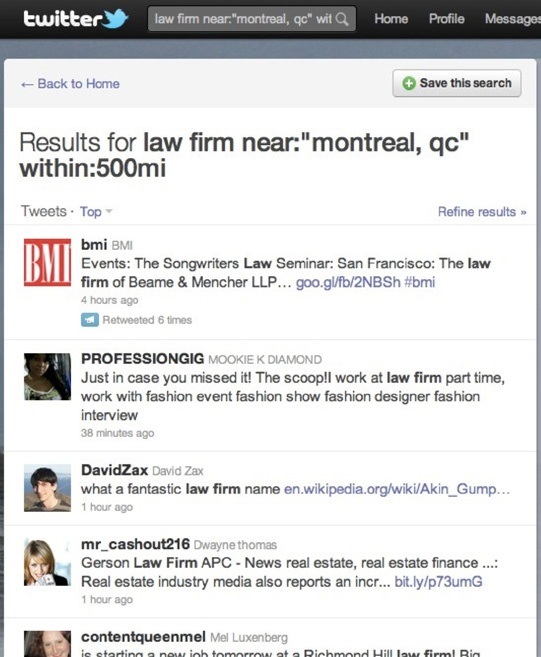 twitter law firm near:"montreal, qc" wit Home Profile Messages
← Back to Home Save this search
Results for law firm near:"montreal, qc"
within:500mi
Tweets · Top Refine results »
BMI
bmi BMI
Events: The Songwriters Law Seminar: San Francisco: The law
firm of Beame & Mencher LLP... goo.gl/fb/2NBSh #bmi
4 hours ago
Retweeted 6 times
PROFESSIONGIG MOOKIE K DIAMOND
Just in case you missed it! The scoop!I work at law firm part time,
work with fashion event fashion show fashion designer fashion
interview
38 minutes ago
DavidZax David Zax
what a fantastic law firm name en.wikipedia.org/wiki/Akin_Gump...
1 hour ago
mr_cashout216 Dwayne thomas
Gerson Law Firm APC - News real estate, real estate finance ...:
Real estate industry media also reports an incr... bit.ly/p73umG
1 hour ago
contentqueenmel Mel Luxenberg
is starting a new job tomorrow at a Richmond Hill law firm! Big